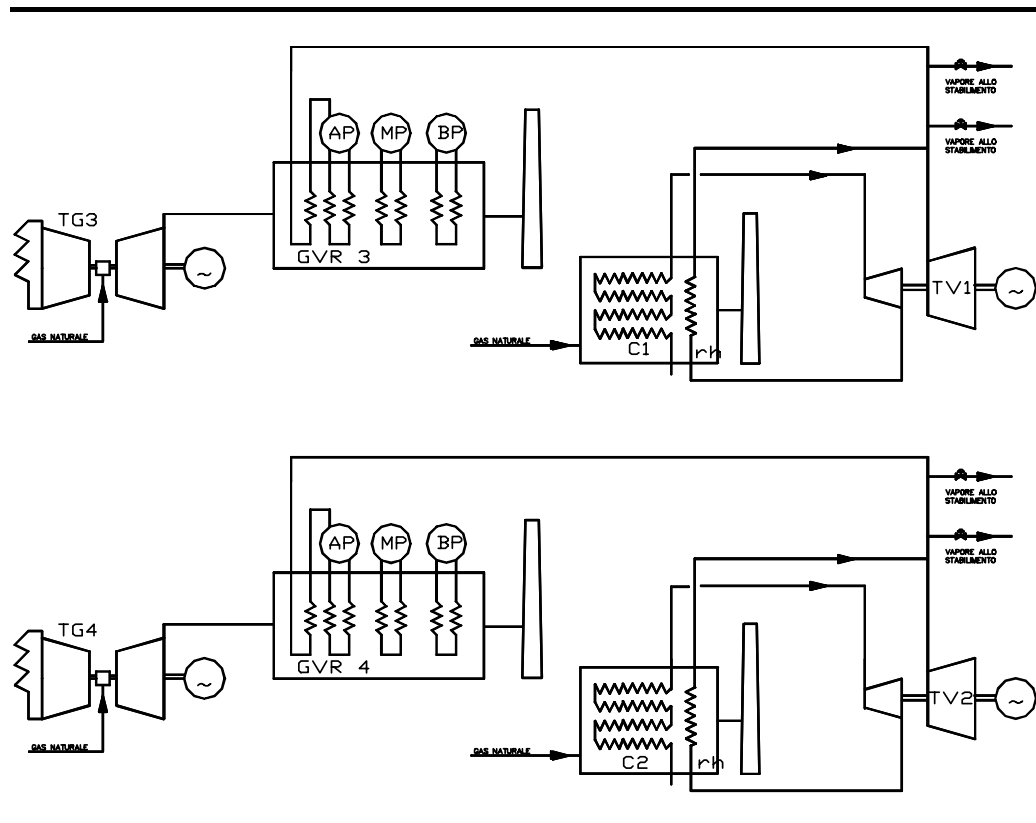 VAPORE ALLO
STABILIMENTO
AP
MP
BP
VAPORE ALLO
STABILIMENTO
TG3
GVR 3
~
TV1
~
GAS NATURALE
GAS NATURALE
C1
rh
VAPORE ALLO
STABILIMENTO
AP
MP
BP
VAPORE ALLO
STABILIMENTO
TG4
GVR 4
~
TV2
~
GAS NATURALE
GAS NATURALE
C2
rh